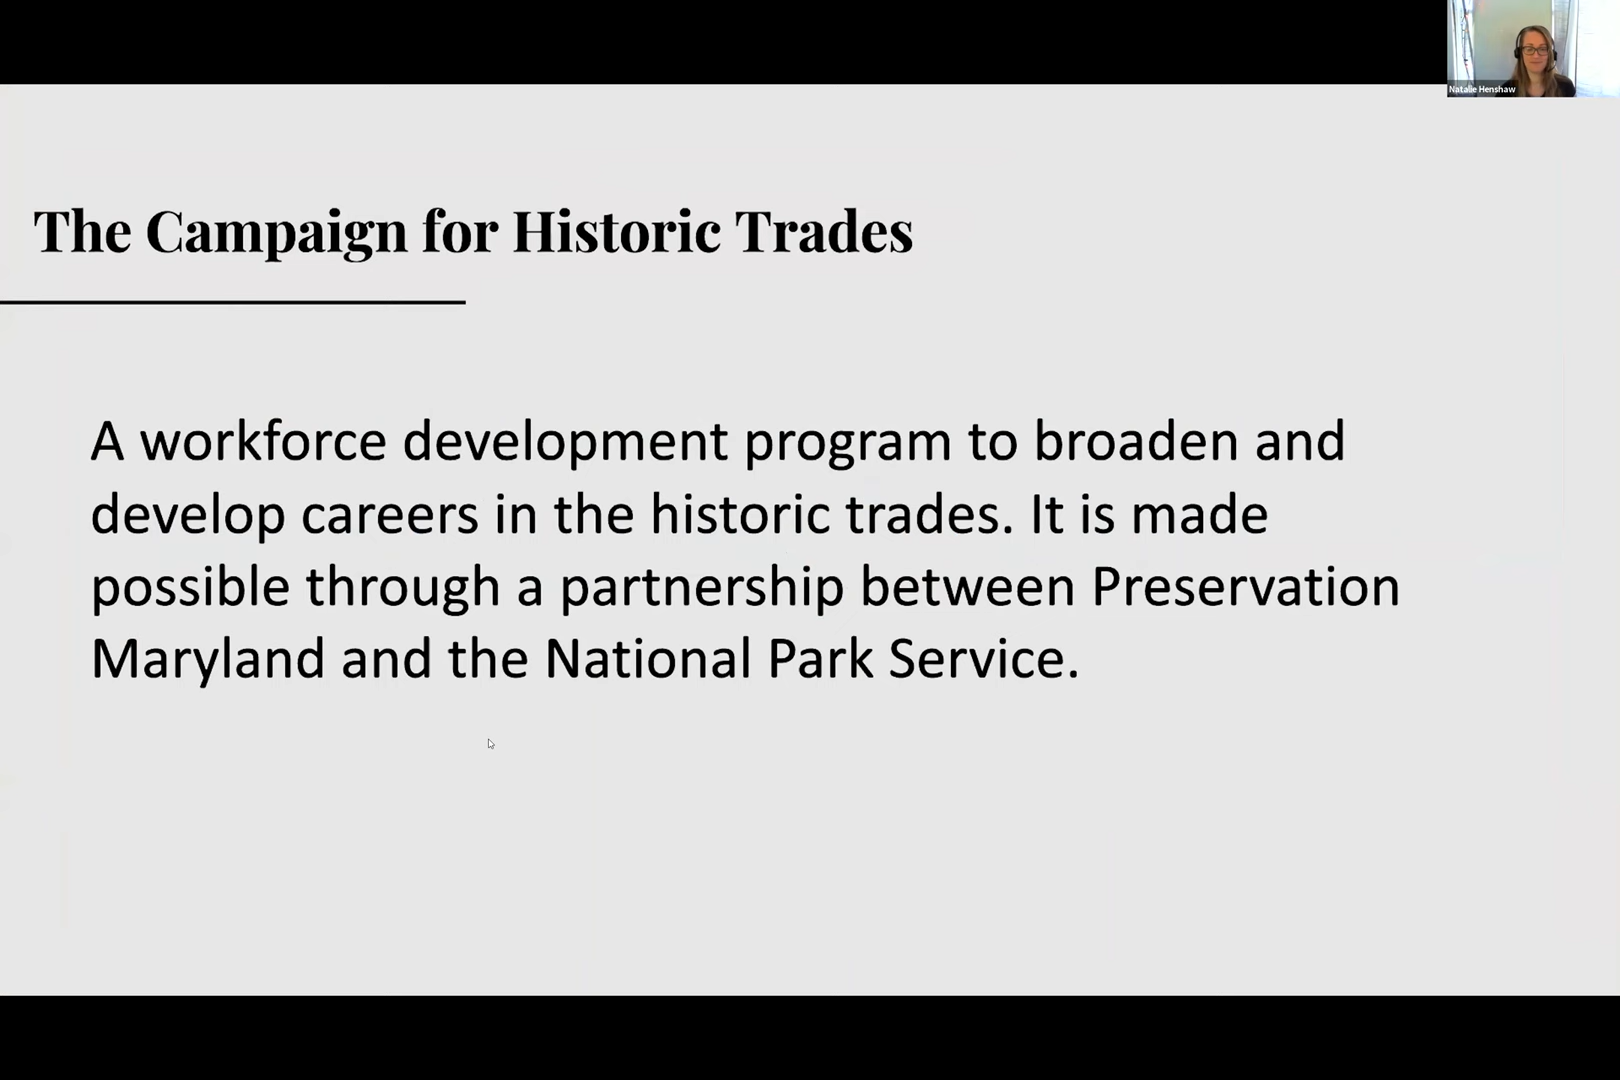 Natalie Henshaw
The Campaign for Historic Trades
A workforce development program to broaden and
develop careers in the historic trades. It is made
possible through a partnership between Preservation
Maryland and the National Park Service.